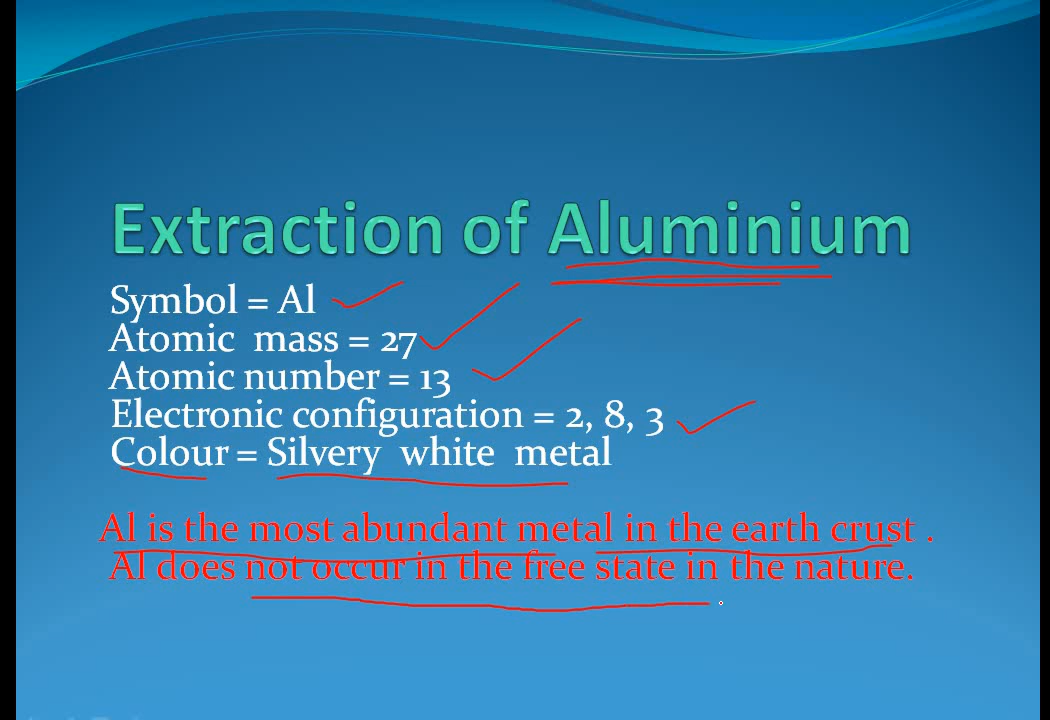 Extraction of Aluminium
Symbol = Al
Atomic mass = 27
Atomic number = 13
Electronic configuration = 2, 8, 3
Colour = Silvery white metal
Al is the most abundant metal in the earth crust .
Al does not occur in the free state in the nature.